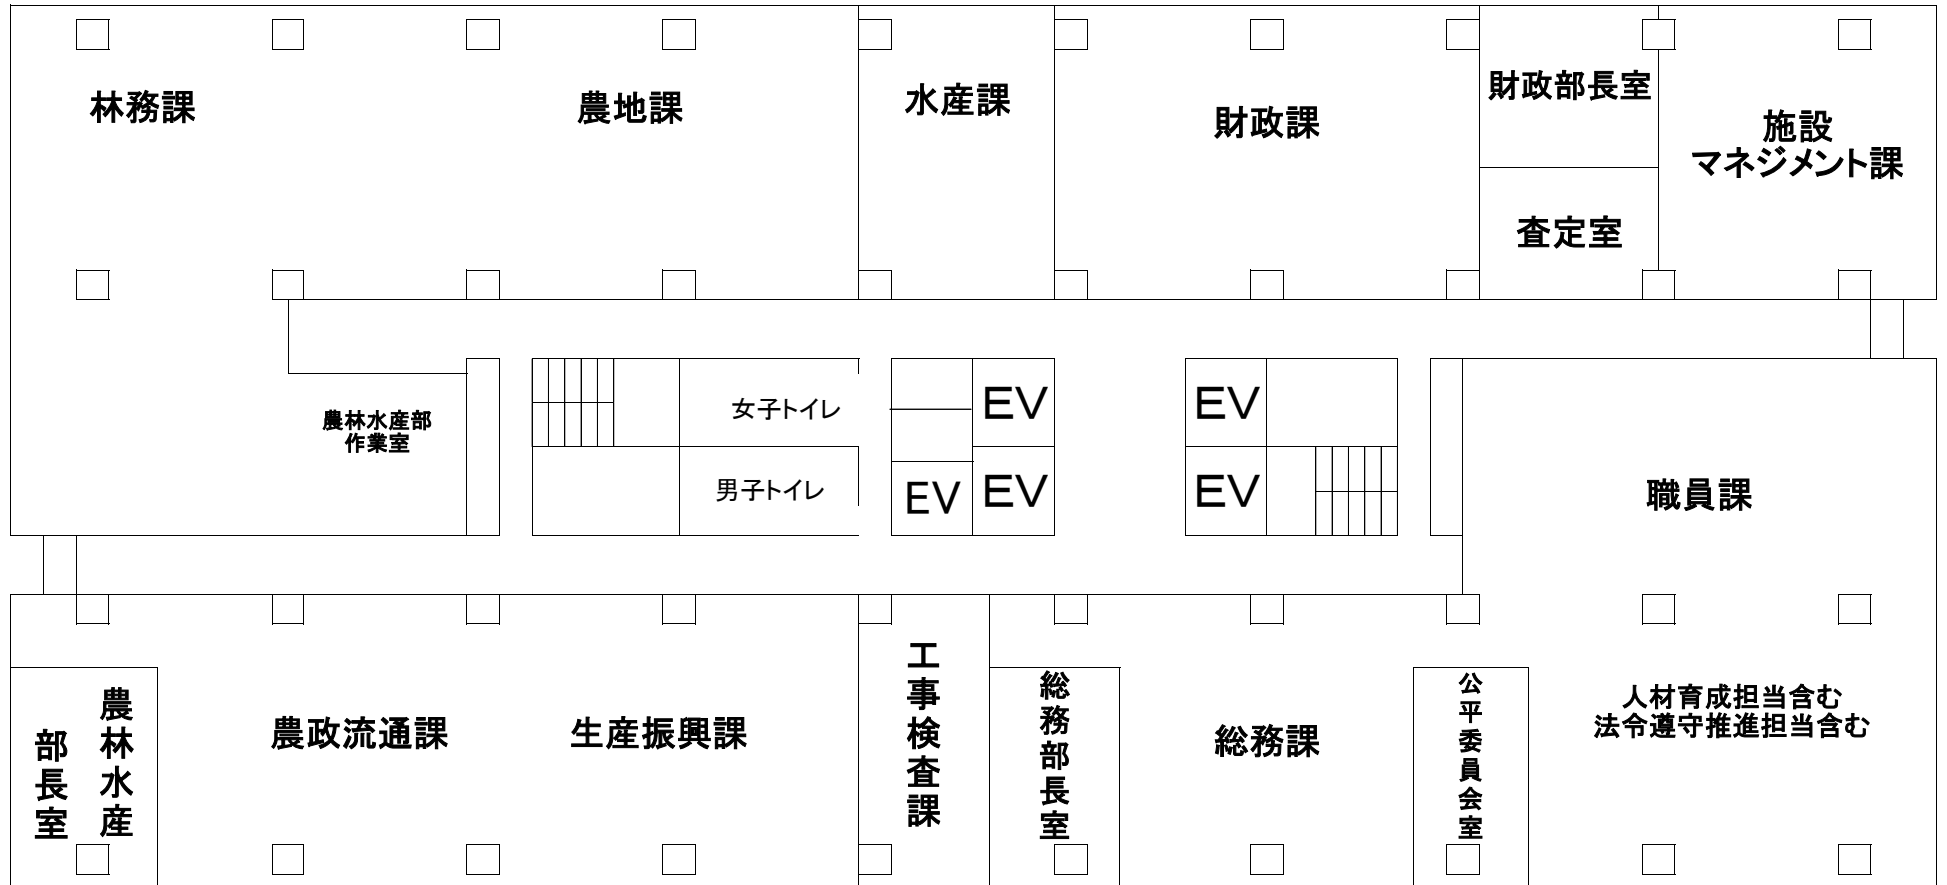 林務課
農地課
水産課
財政課
財政部長室
施設
マネジメント課
査定室
農林水産部
作業室
女子トイレ
男子トイレ
EV
EV
EV
EV
EV
職員課
農林水産
部長室
農政流通課
生産振興課
工事検査課
総務部長室
総務課
公平委員会室
人材育成担当含む
法令遵守推進担当含む